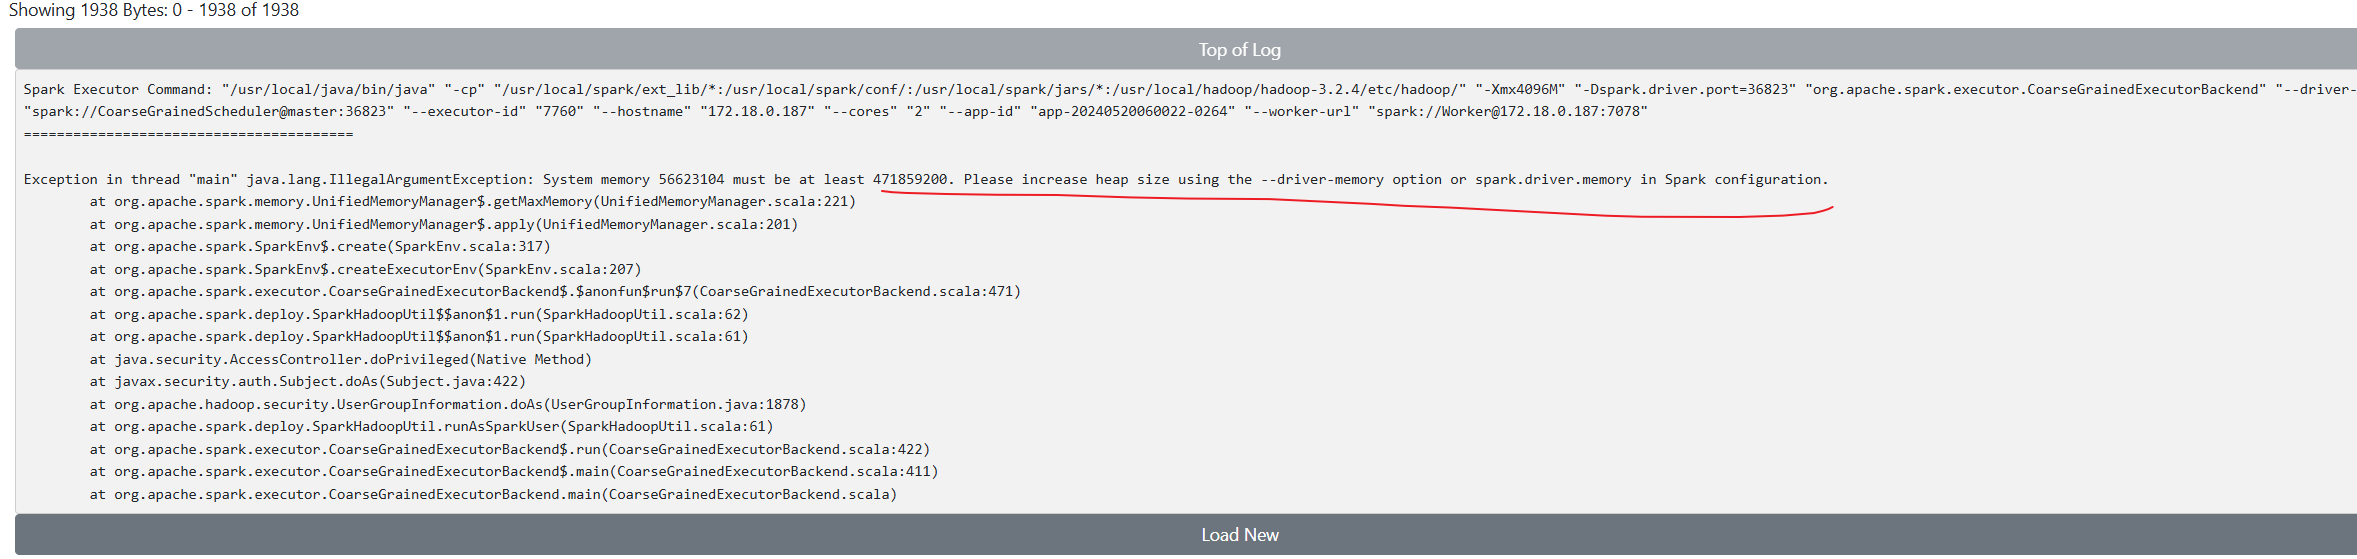 Showing 1938 Bytes: 0 - 1938 of 1938
Top of Log
Spark Executor Command: "/usr/local/java/bin/java" "-cp" "/usr/local/spark/ext_lib/*:/usr/local/spark/conf/:/usr/local/spark/jars/*:/usr/local/hadoop/hadoop-3.2.4/etc/hadoop/" "-Xmx4096M" "-Dspark.driver.port=36823" "org.apache.spark.executor.CoarseGrainedExecutorBackend" "--driver-
"spark://CoarseGrainedScheduler@master:36823" "--executor-id" "7760" "--hostname" "172.18.0.187" "--cores" "2" "--app-id" "app-20240520060022-0264" "--worker-url" "spark://Worker@172.18.0.187:7078"
========================================
Exception in thread "main" java.lang.IllegalArgumentException: System memory 56623104 must be at least 471859200. Please increase heap size using the --driver-memory option or spark.driver.memory in Spark configuration.
at org.apache.spark.memory.UnifiedMemoryManager$.getMaxMemory(UnifiedMemoryManager.scala:221)
at org.apache.spark.memory.UnifiedMemoryManager$.apply(UnifiedMemoryManager.scala:201)
at org.apache.spark.SparkEnv$.create(SparkEnv.scala:317)
at org.apache.spark.SparkEnv$.createExecutorEnv(SparkEnv.scala:207)
at org.apache.spark.executor.CoarseGrainedExecutorBackend$.$anonfun$run$7(CoarseGrainedExecutorBackend.scala:471)
at org.apache.spark.deploy.SparkHadoopUtil$$anon$1.run(SparkHadoopUtil.scala:62)
at org.apache.spark.deploy.SparkHadoopUtil$$anon$1.run(SparkHadoopUtil.scala:61)
at java.security.AccessController.doPrivileged(Native Method)
at javax.security.auth.Subject.doAs(Subject.java:422)
at org.apache.hadoop.security.UserGroupInformation.doAs(UserGroupInformation.java:1878)
at org.apache.spark.deploy.SparkHadoopUtil.runAsSparkUser(SparkHadoopUtil.scala:61)
at org.apache.spark.executor.CoarseGrainedExecutorBackend$.run(CoarseGrainedExecutorBackend.scala:422)
at org.apache.spark.executor.CoarseGrainedExecutorBackend$.main(CoarseGrainedExecutorBackend.scala:411)
at org.apache.spark.executor.CoarseGrainedExecutorBackend.main(CoarseGrainedExecutorBackend.scala)
Load New